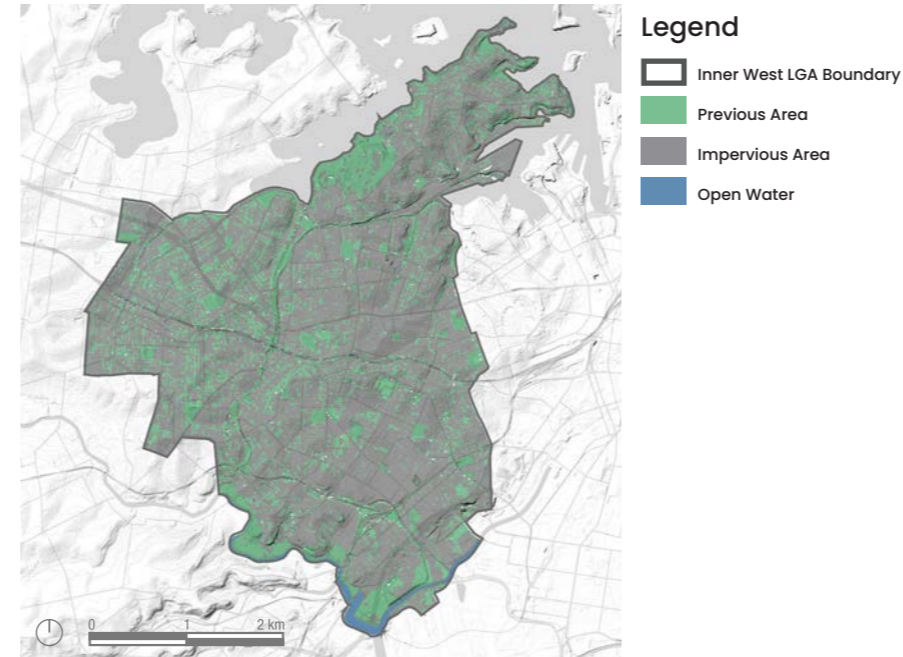 Legend
Inner West LGA Boundary
Previous Area
Impervious Area
Open Water
0 1 2 km